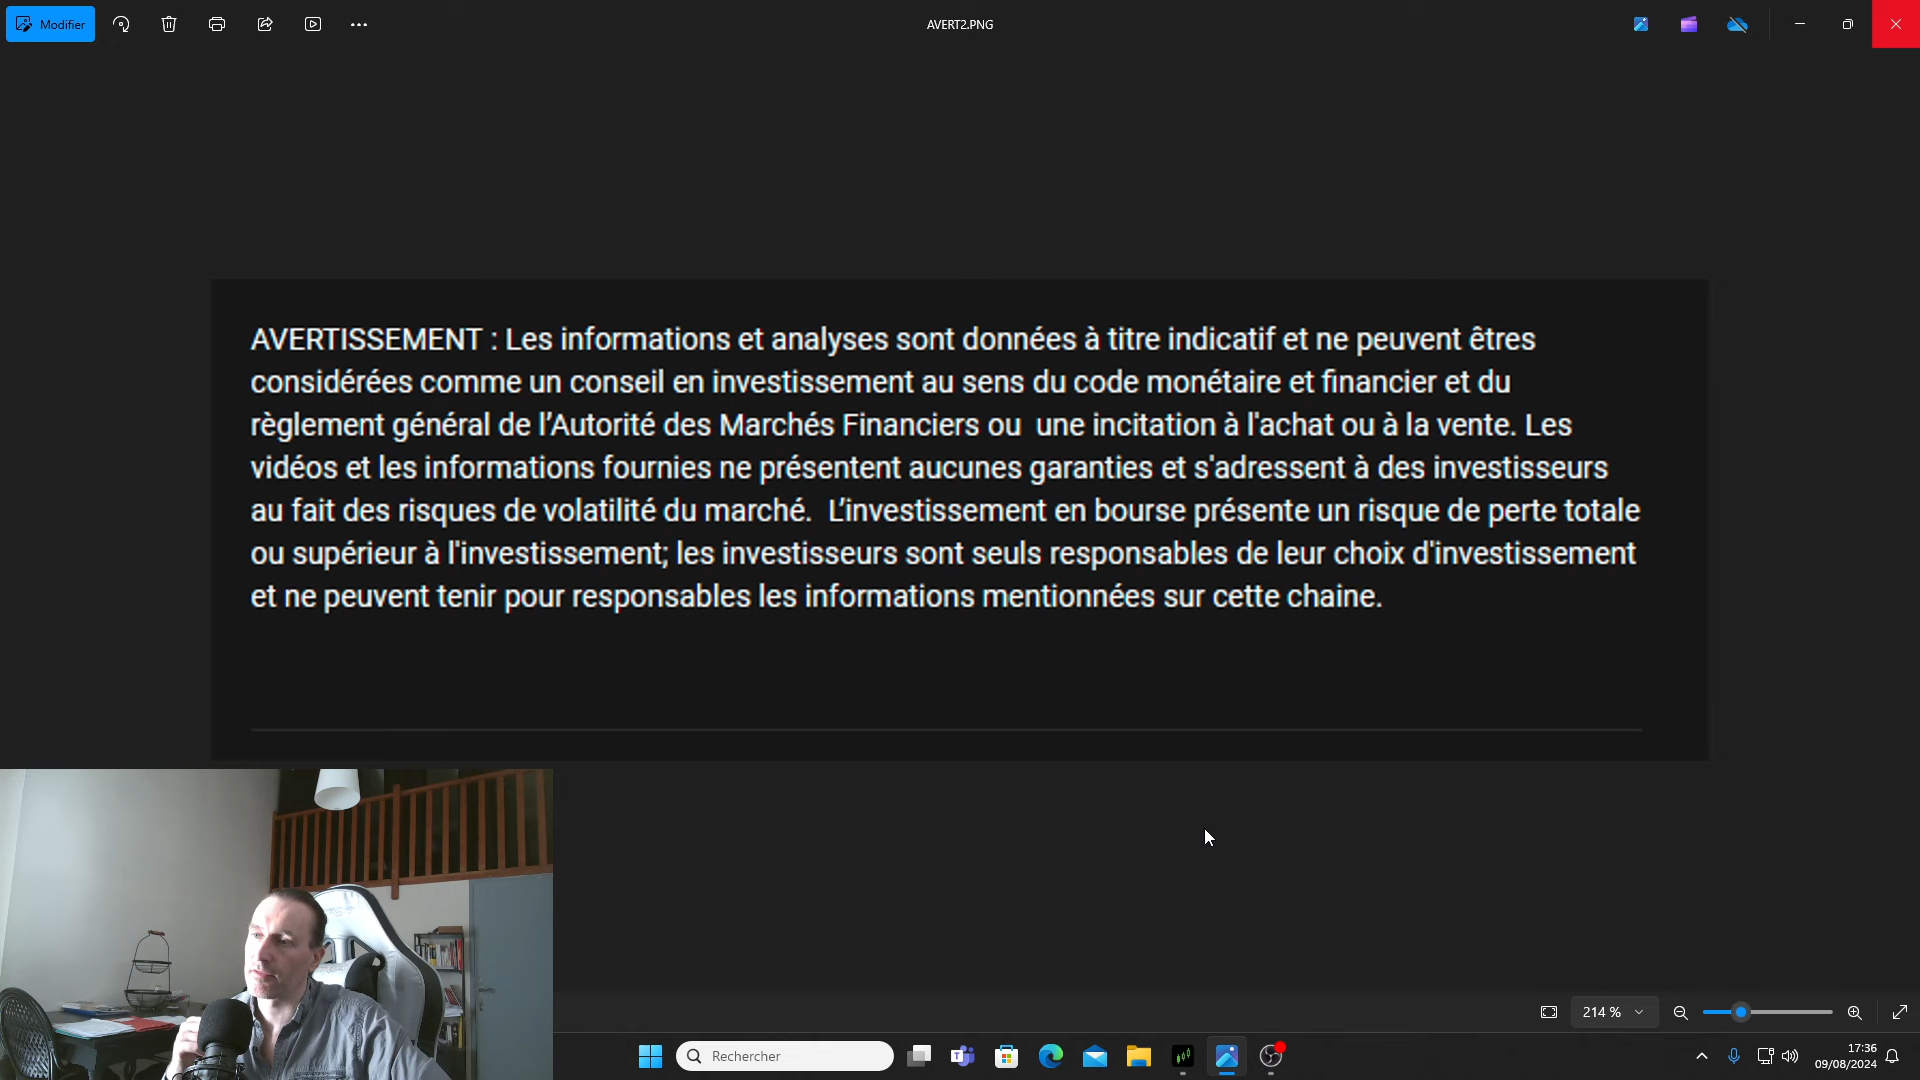 Modifier
AVERT2.PNG
AVERTISSEMENT : Les informations et analyses sont données à titre indicatif et ne peuvent êtres
considérées comme un conseil en investissement au sens du code monétaire et financier et du
règlement général de l’Autorité des Marchés Financiers ou  une incitation à l'achat ou à la vente. Les
vidéos et les informations fournies ne présentent aucunes garanties et s'adressent à des investisseurs
au fait des risques de volatilité du marché.  L’investissement en bourse présente un risque de perte totale
ou supérieur à l'investissement; les investisseurs sont seuls responsables de leur choix d'investissement
et ne peuvent tenir pour responsables les informations mentionnées sur cette chaine.
214 %
Rechercher
17:36
09/08/2024